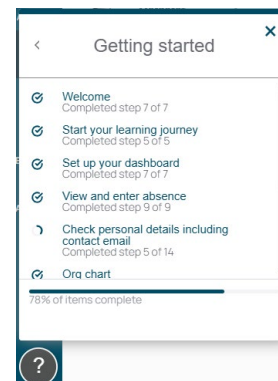 Getting started
Welcome
Completed step 7 of 7
Start your learning journey
Completed step 5 of 5
Set up your dashboard
Completed step 7 of 7
View and enter absence
Completed step 9 of 9
Check personal details including
contact email
Completed step 5 of 14
Org chart
78% of items complete
?